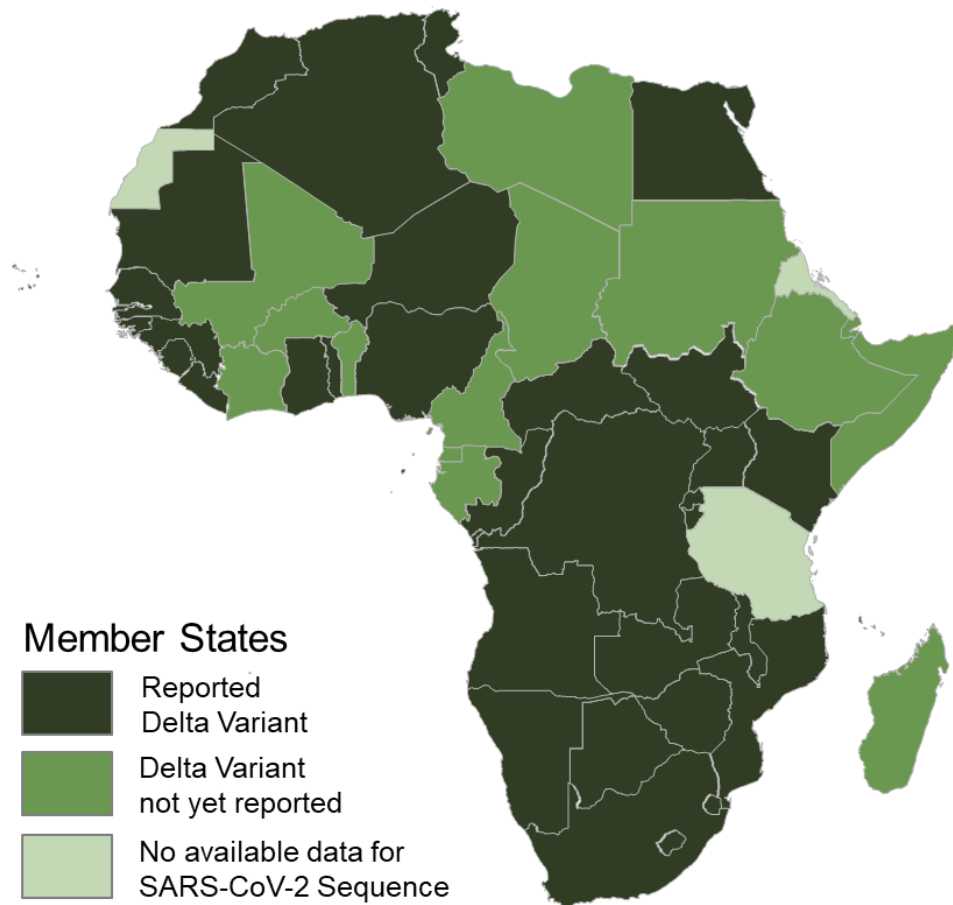 Member States
Reported
Delta Variant
Delta Variant
not yet reported
No available data for
SARS-CoV-2 Sequence